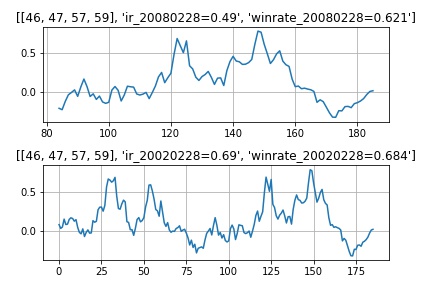 [[46, 47, 57, 59], 'ir_20080228=0.49', 'winrate_20080228=0.621']
0.5
0.0
80 100 120 140 160 180
[[46, 47, 57, 59], 'ir_20020228=0.69', 'winrate_20020228=0.684']
0.5
0.0
0 25 50 75 100 125 150 175